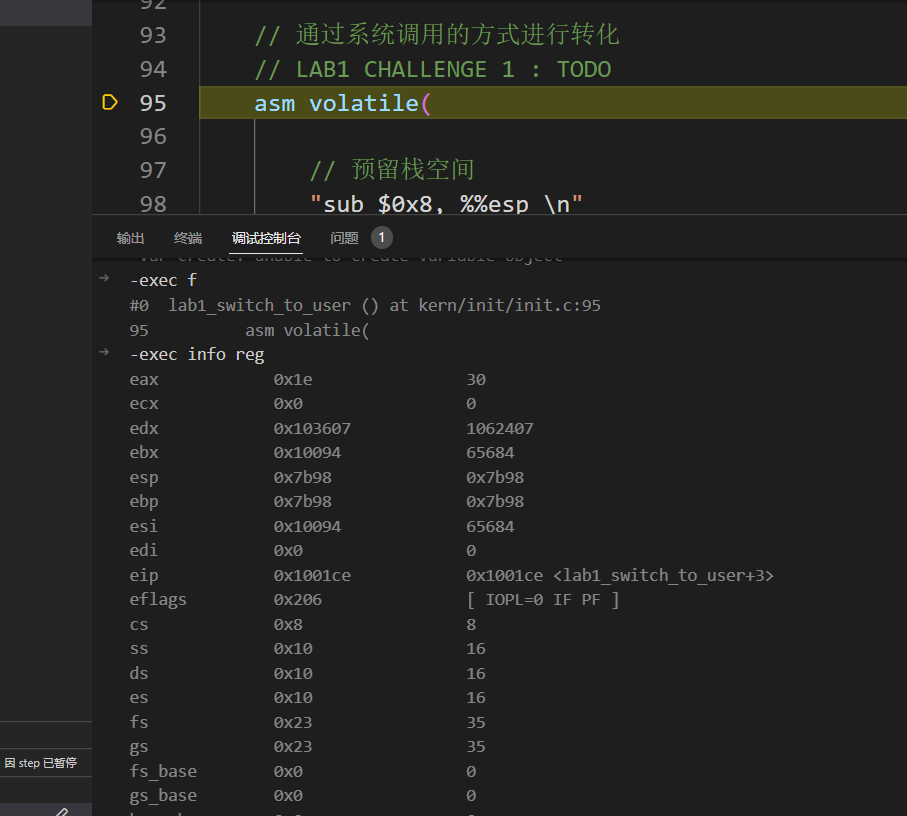 92
93 // 通过系统调用的方式进行转化
94 // LAB1 CHALLENGE 1 : TODO
95 asm volatile(
96
97 // 预留栈空间
98 "sub $0x8, %%esp \n"
输出 终端 调试控制台 问题 1
-var-create: unable to create variable object
-exec f
#0 lab1_switch_to_user () at kern/init/init.c:95
95 asm volatile(
-exec info reg
eax 0x1e 30
ecx 0x0 0
edx 0x103607 1062407
ebx 0x10094 65684
esp 0x7b98 0x7b98
ebp 0x7b98 0x7b98
esi 0x10094 65684
edi 0x0 0
eip 0x1001ce 0x1001ce <lab1_switch_to_user+3>
eflags 0x206 [ IOPL=0 IF PF ]
cs 0x8 8
ss 0x10 16
ds 0x10 16
es 0x10 16
fs 0x23 35
gs 0x23 35
fs_base 0x0 0
gs_base 0x0 0
因 step 已暂停